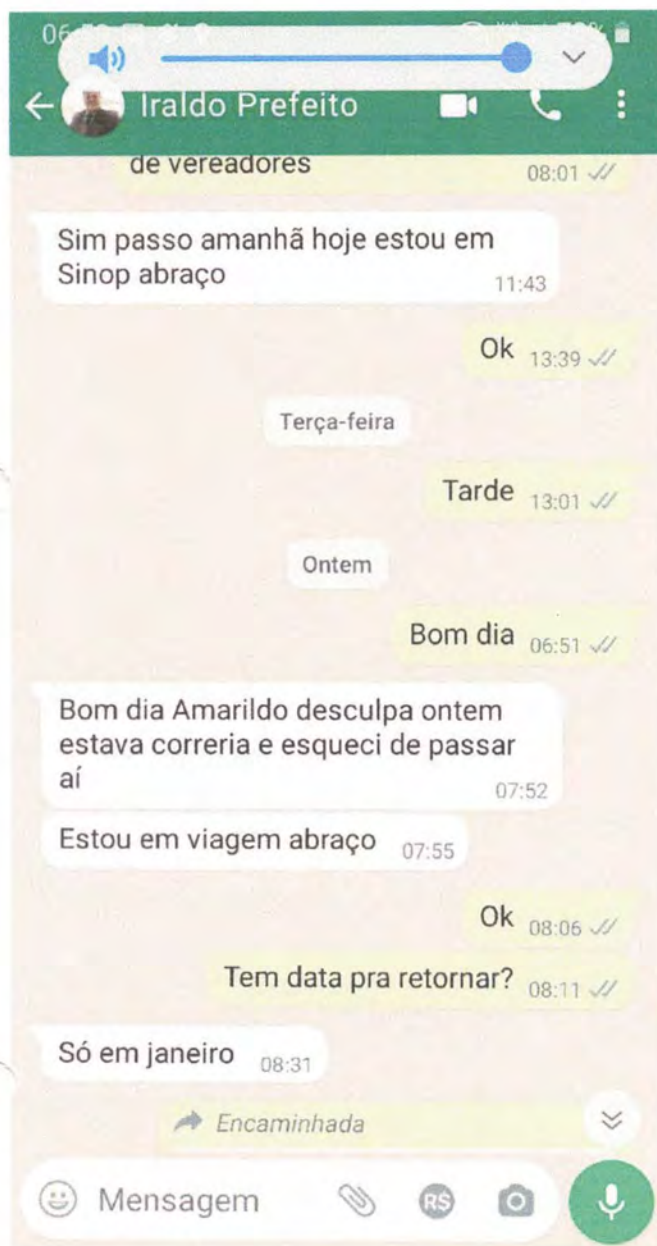 Iraldo Prefeito
de vereadores
08:01
Sim passo amanhã hoje estou em
Sinop abraço
11:43
Ok 13:39
Terça-feira
Tarde 13:01
Ontem
Bom dia 06:51
Bom dia Amarildo desculpa ontem
estava correria e esqueci de passar
aí
07:52
Estou em viagem abraço 07:55
Ok 08:06
Tem data pra retornar? 08:11
Só em janeiro 08:31
Encaminhada
Mensagem R$